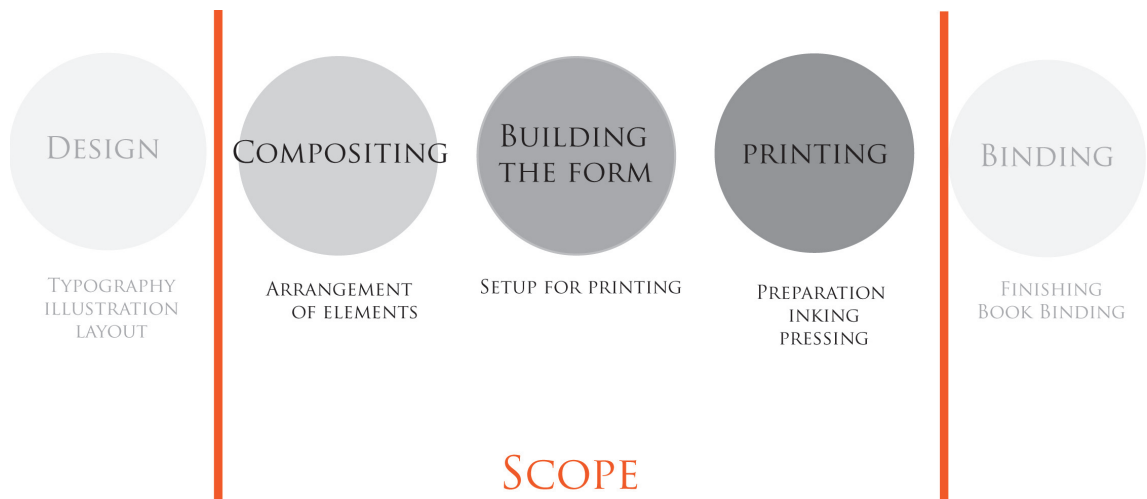 Design
Compositing
Building
the form
printing
Binding
Typography
illustration
layout
Arrangement
of elements
Setup for printing
Preparation
inking
pressing
Finishing
Book Binding
Scope